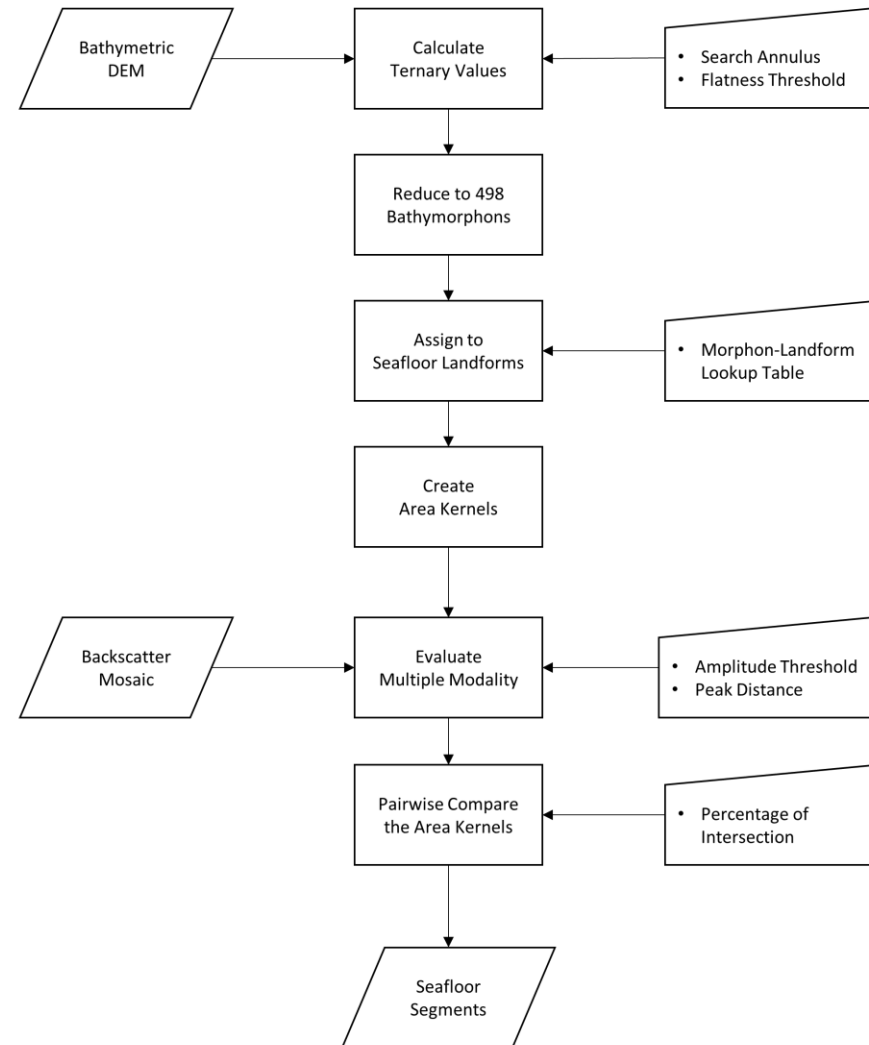 Bathymetric
DEM
Calculate
Ternary Values
• Search Annulus
• Flatness Threshold
Reduce to 498
Bathymorphons
Assign to
Seafloor Landforms
• Morphon-Landform
Lookup Table
Create
Area Kernels
Backscatter
Mosaic
Evaluate
Multiple Modality
• Amplitude Threshold
• Peak Distance
Pairwise Compare
the Area Kernels
• Percentage of
Intersection
Seafloor
Segments